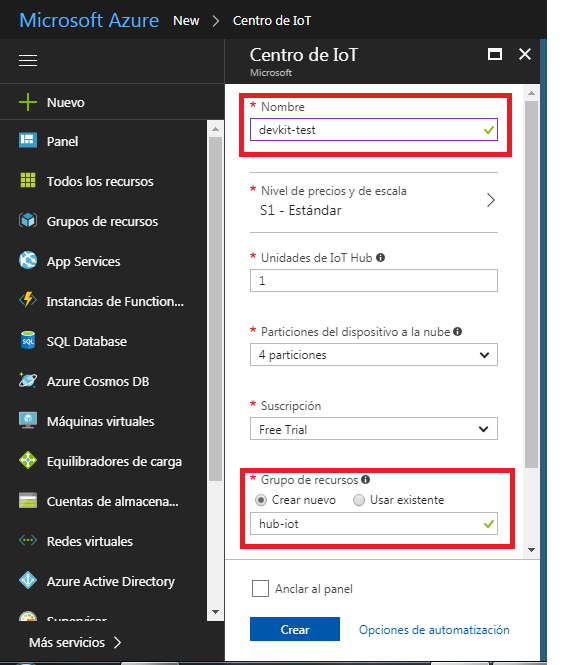 Microsoft Azure New > Centro de IoT
Nuevo
Panel
Todos los recursos
Grupos de recursos
App Services
Instancias de Function...
SQL Database
Azure Cosmos DB
Máquinas virtuales
Equilibradores de carga
Cuentas de almacena...
Redes virtuales
Azure Active Directory
Supervisar
Más servicios >
Centro de IoT
Microsoft
* Nombre
devkit-test
* Nivel de precios y de escala
S1 - Estándar
* Unidades de IoT Hub
1
* Particiones del dispositivo a la nube
4 particiones
* Suscripción
Free Trial
* Grupo de recursos
Crear nuevo Usar existente
hub-iot
Anclar al panel
Crear Opciones de automatización